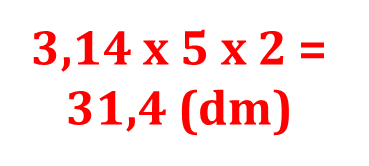 3,14 x 5 x 2 =
31,4 (dm)